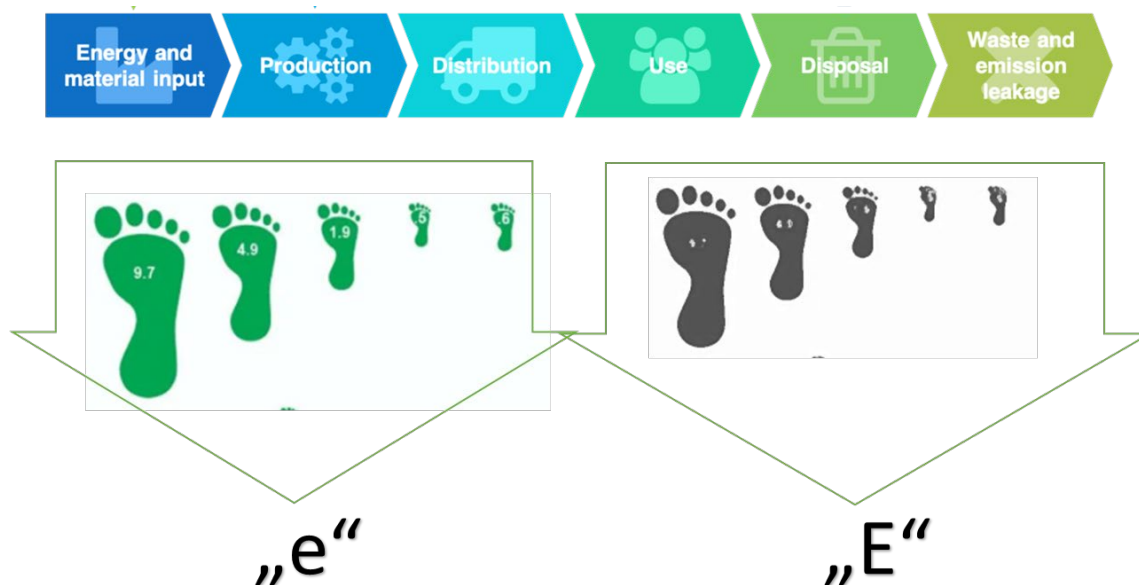 Energy and
material input
Production
Distribution
Use
Disposal
Waste and
emission
leakage
9.7
4.9
1.9
.5
.6
„e“
„E“